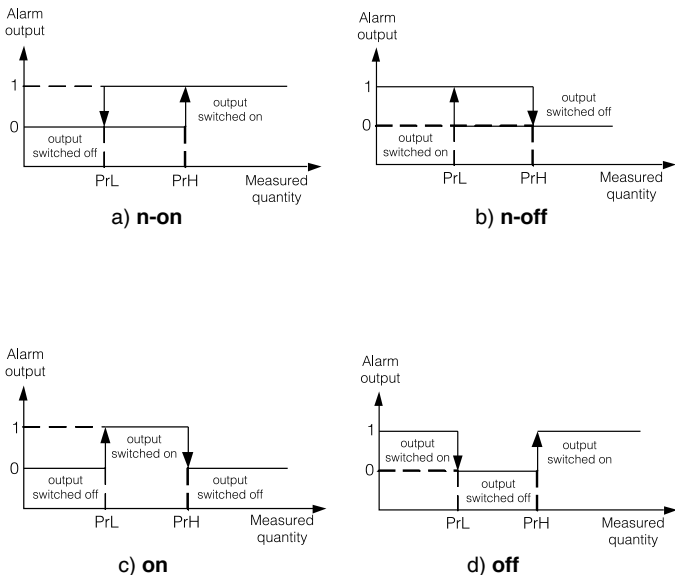 Alarm
output
1
0
output
switched on
output
switched off
PrL
PrH
Measured
quantity
a) n-on
Alarm
output
1
0
output
switched off
output
switched on
PrL
PrH
Measured
quantity
b) n-off
Alarm
output
1
0
output
switched on
output
switched off
output
switched off
PrL
PrH
Measured
quantity
c) on
Alarm
output
1
0
output
switched on
output
switched off
output
switched on
PrL
PrH
Measured
quantity
d) off